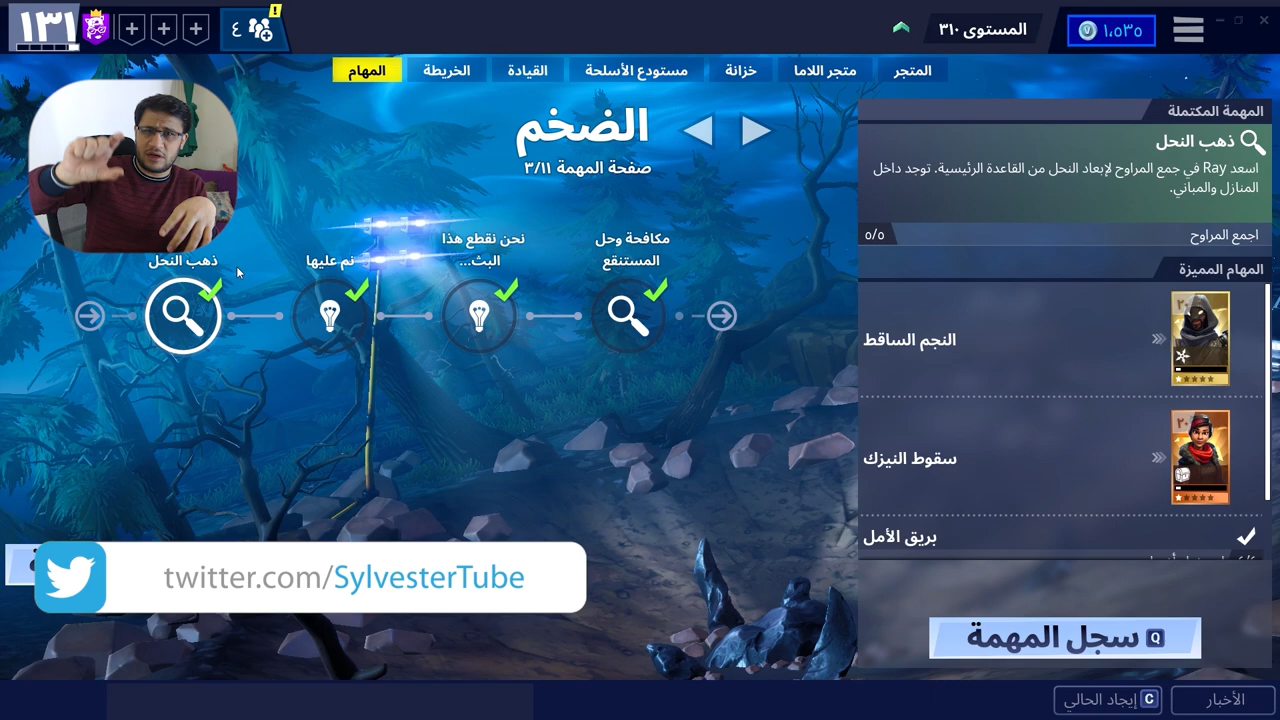 ١٣١
٤
!
المستوى ٣١٠
١،٥٣٥
المتجر
متجر اللاما
خزانة
مستودع الأسلحة
القيادة
الخريطة
المهام
الضخم
صفحة المهمة ٣/١١
مكافحة وحل
المستنقع
نحن نقطع هذا
البث...
نم عليها
ذهب النحل
المهمة المكتملة
ذهب النحل
اسعد Ray في جمع المراوح لإبعاد النحل من القاعدة الرئيسية. توجد داخل
المنازل والمباني.
اجمع المراوح
٥/٥
المهام المميزة
النجم الساقط
سقوط النيزك
بريق الأمل
twitter.com/SylvesterTube
سجل المهمة Q
إيجاد الحالي C
الأخبار